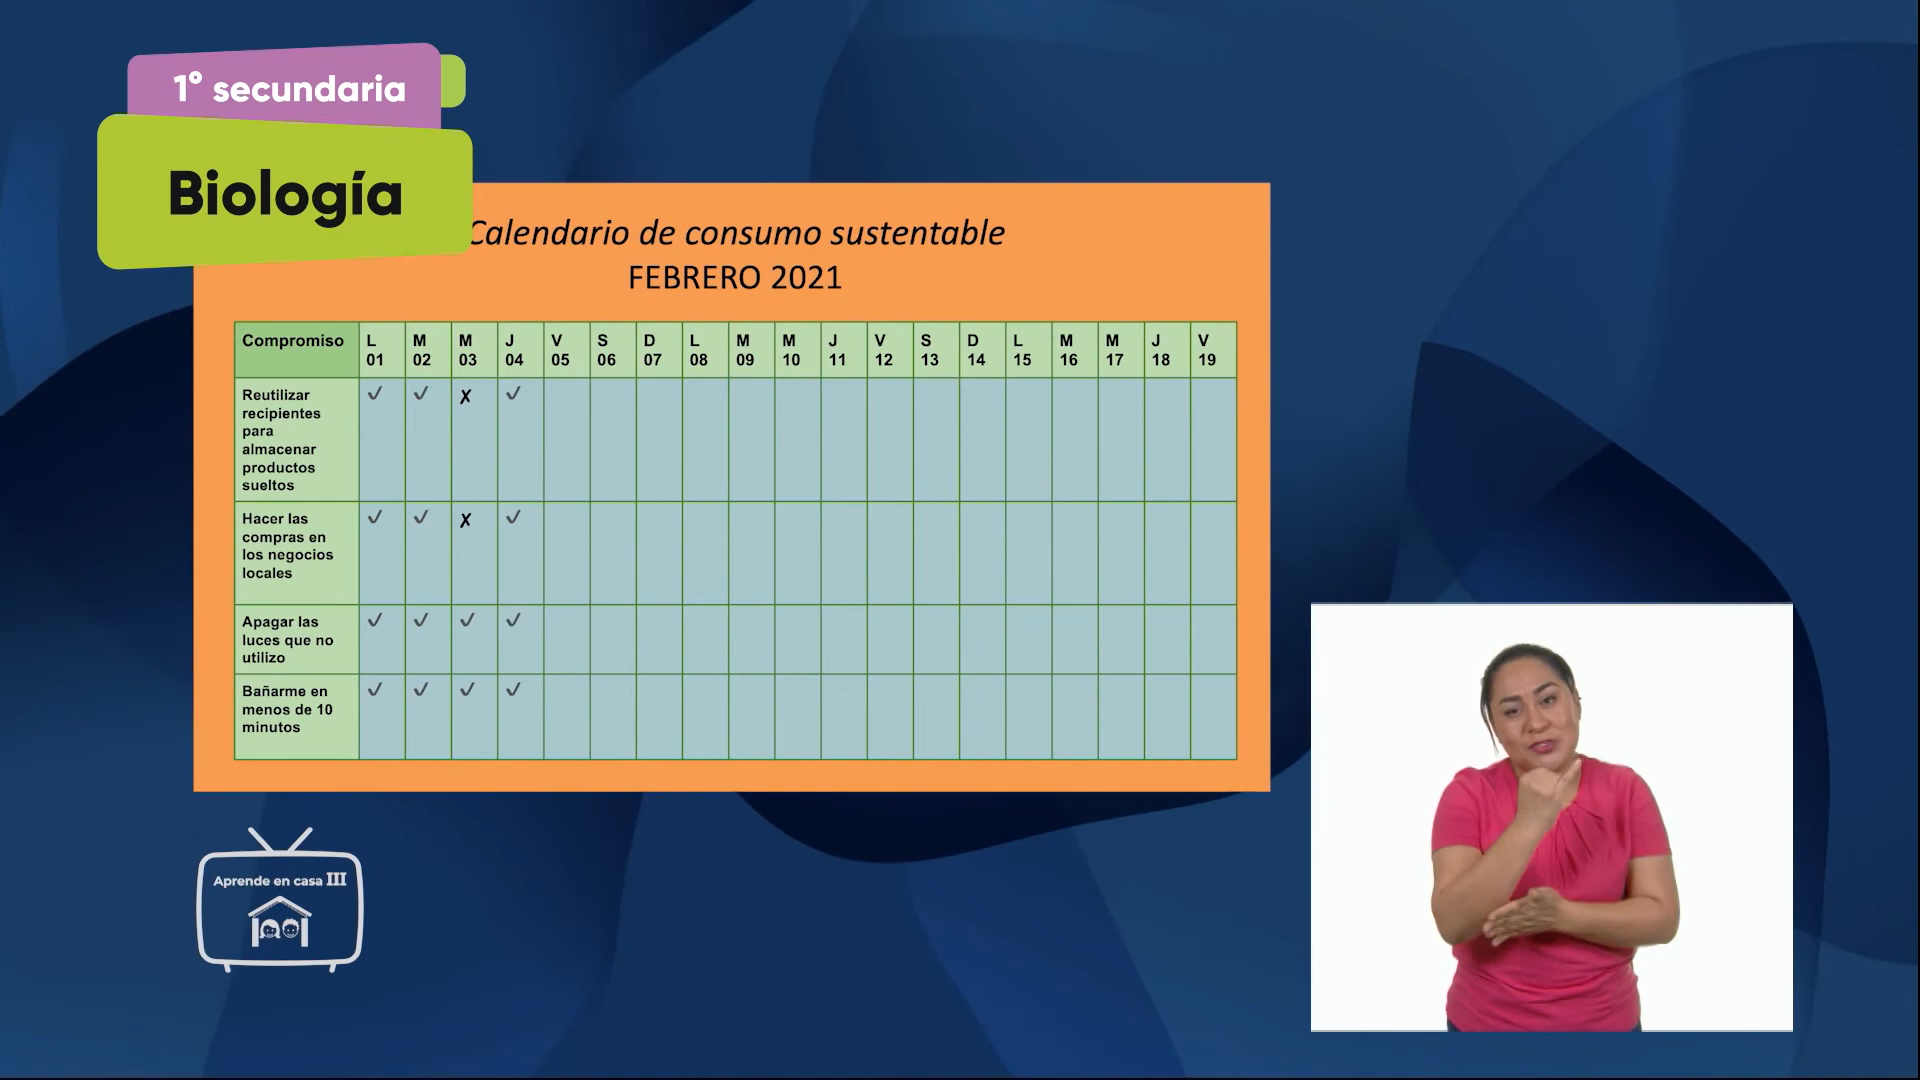 1° secundaria
Biología
Calendario de consumo sustentable
FEBRERO 2021
Compromiso L 01 M 02 M 03 J 04 V 05 S 06 D 07 L 08 M 09 M 10 J 11 V 12 S 13 D 14 L 15 M 16 M 17 J 18 V 19
Reutilizar ✓ ✓ ✗ ✓
recipientes
para
almacenar
productos
sueltos
Hacer las ✓ ✓ ✗ ✓
compras en
los negocios
locales
Apagar las ✓ ✓ ✓ ✓
luces que no
utilizo
Bañarme en ✓ ✓ ✓ ✓
menos de 10
minutos
Aprende en casa III